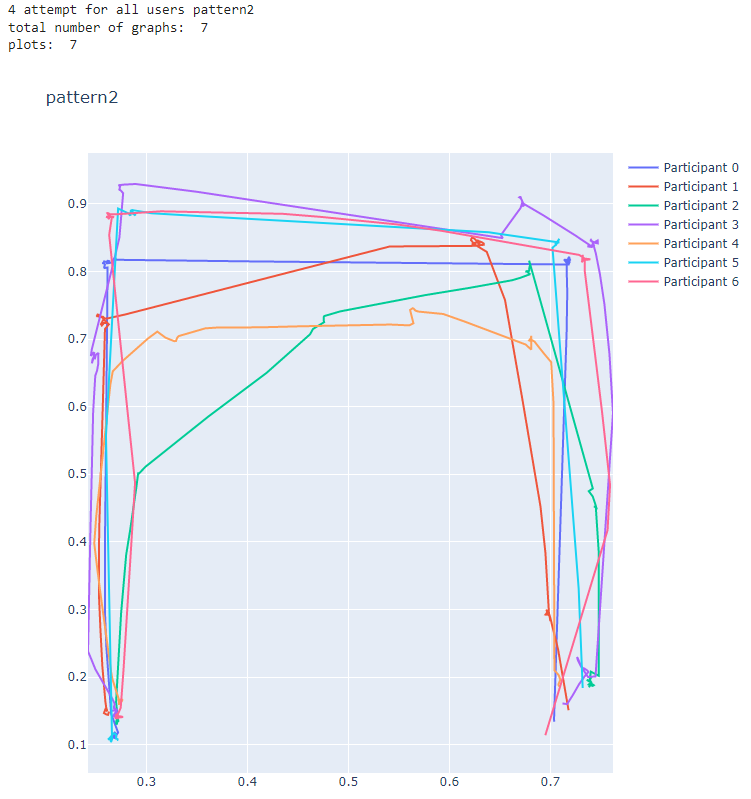 4 attempt for all users pattern2
total number of graphs:  7
plots:  7
pattern2
Participant 0
Participant 1
Participant 2
Participant 3
Participant 4
Participant 5
Participant 6
0.9
0.8
0.7
0.6
0.5
0.4
0.3
0.2
0.1
0.3 0.4 0.5 0.6 0.7